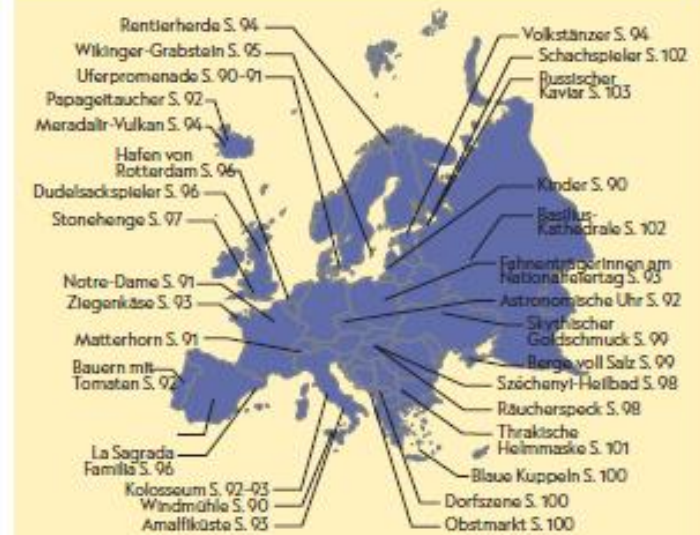 Rentierherde S. 94
Wikinger-Grabstein S. 95
Uferpromenade S. 90-91
Papageitaucher S. 92
Meradalir-Vulkan S. 94
Hafen von
Rotterdam S. 96
Dudelsackspieler S. 96
Stonehenge S. 97
Notre-Dame S. 91
Ziegenkäse S. 93
Matterhorn S. 91
Bauern mit
Tomaten S. 92
La Sagrada
Familia S. 96
Kolosseum S. 92-93
Windmühle S. 90
Amalfiküste S. 93
Volkstänzer S. 94
Schachspieler S. 102
Russischer
Kaviar S. 103
Kinder S. 90
Basilius-
Kathedrale S. 102
Fahnenträgerinnen am
Nationalfeiertag S. 93
Astronomische Uhr S. 92
Skythischer
Goldschmuck S. 99
Berge voll Salz S. 99
Széchenyi-Heilbad S. 98
Räucherspeck S. 98
Thrakische
Helmmaske S. 101
Blaue Kuppeln S. 100
Dorfszene S. 100
Obstmarkt S. 100